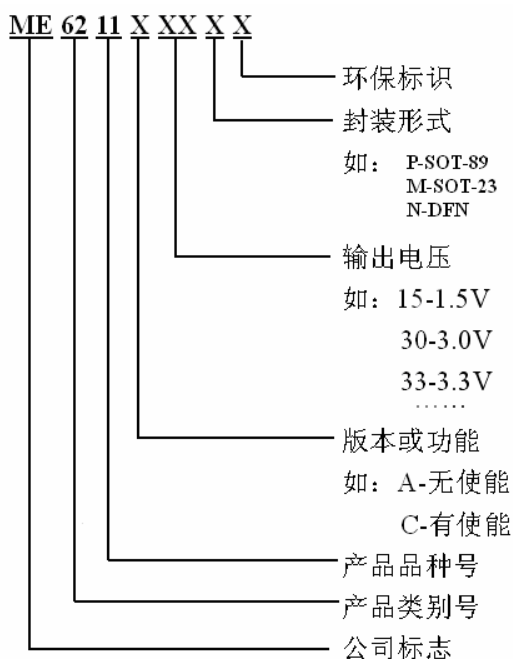 ME 62 11 X XX X X
环保标识
封装形式
如： P-SOT-89
M-SOT-23
N-DFN
输出电压
如：15-1.5V
30-3.0V
33-3.3V
……
版本或功能
如：A-无使能
C-有使能
产品品种号
产品类别号
公司标志